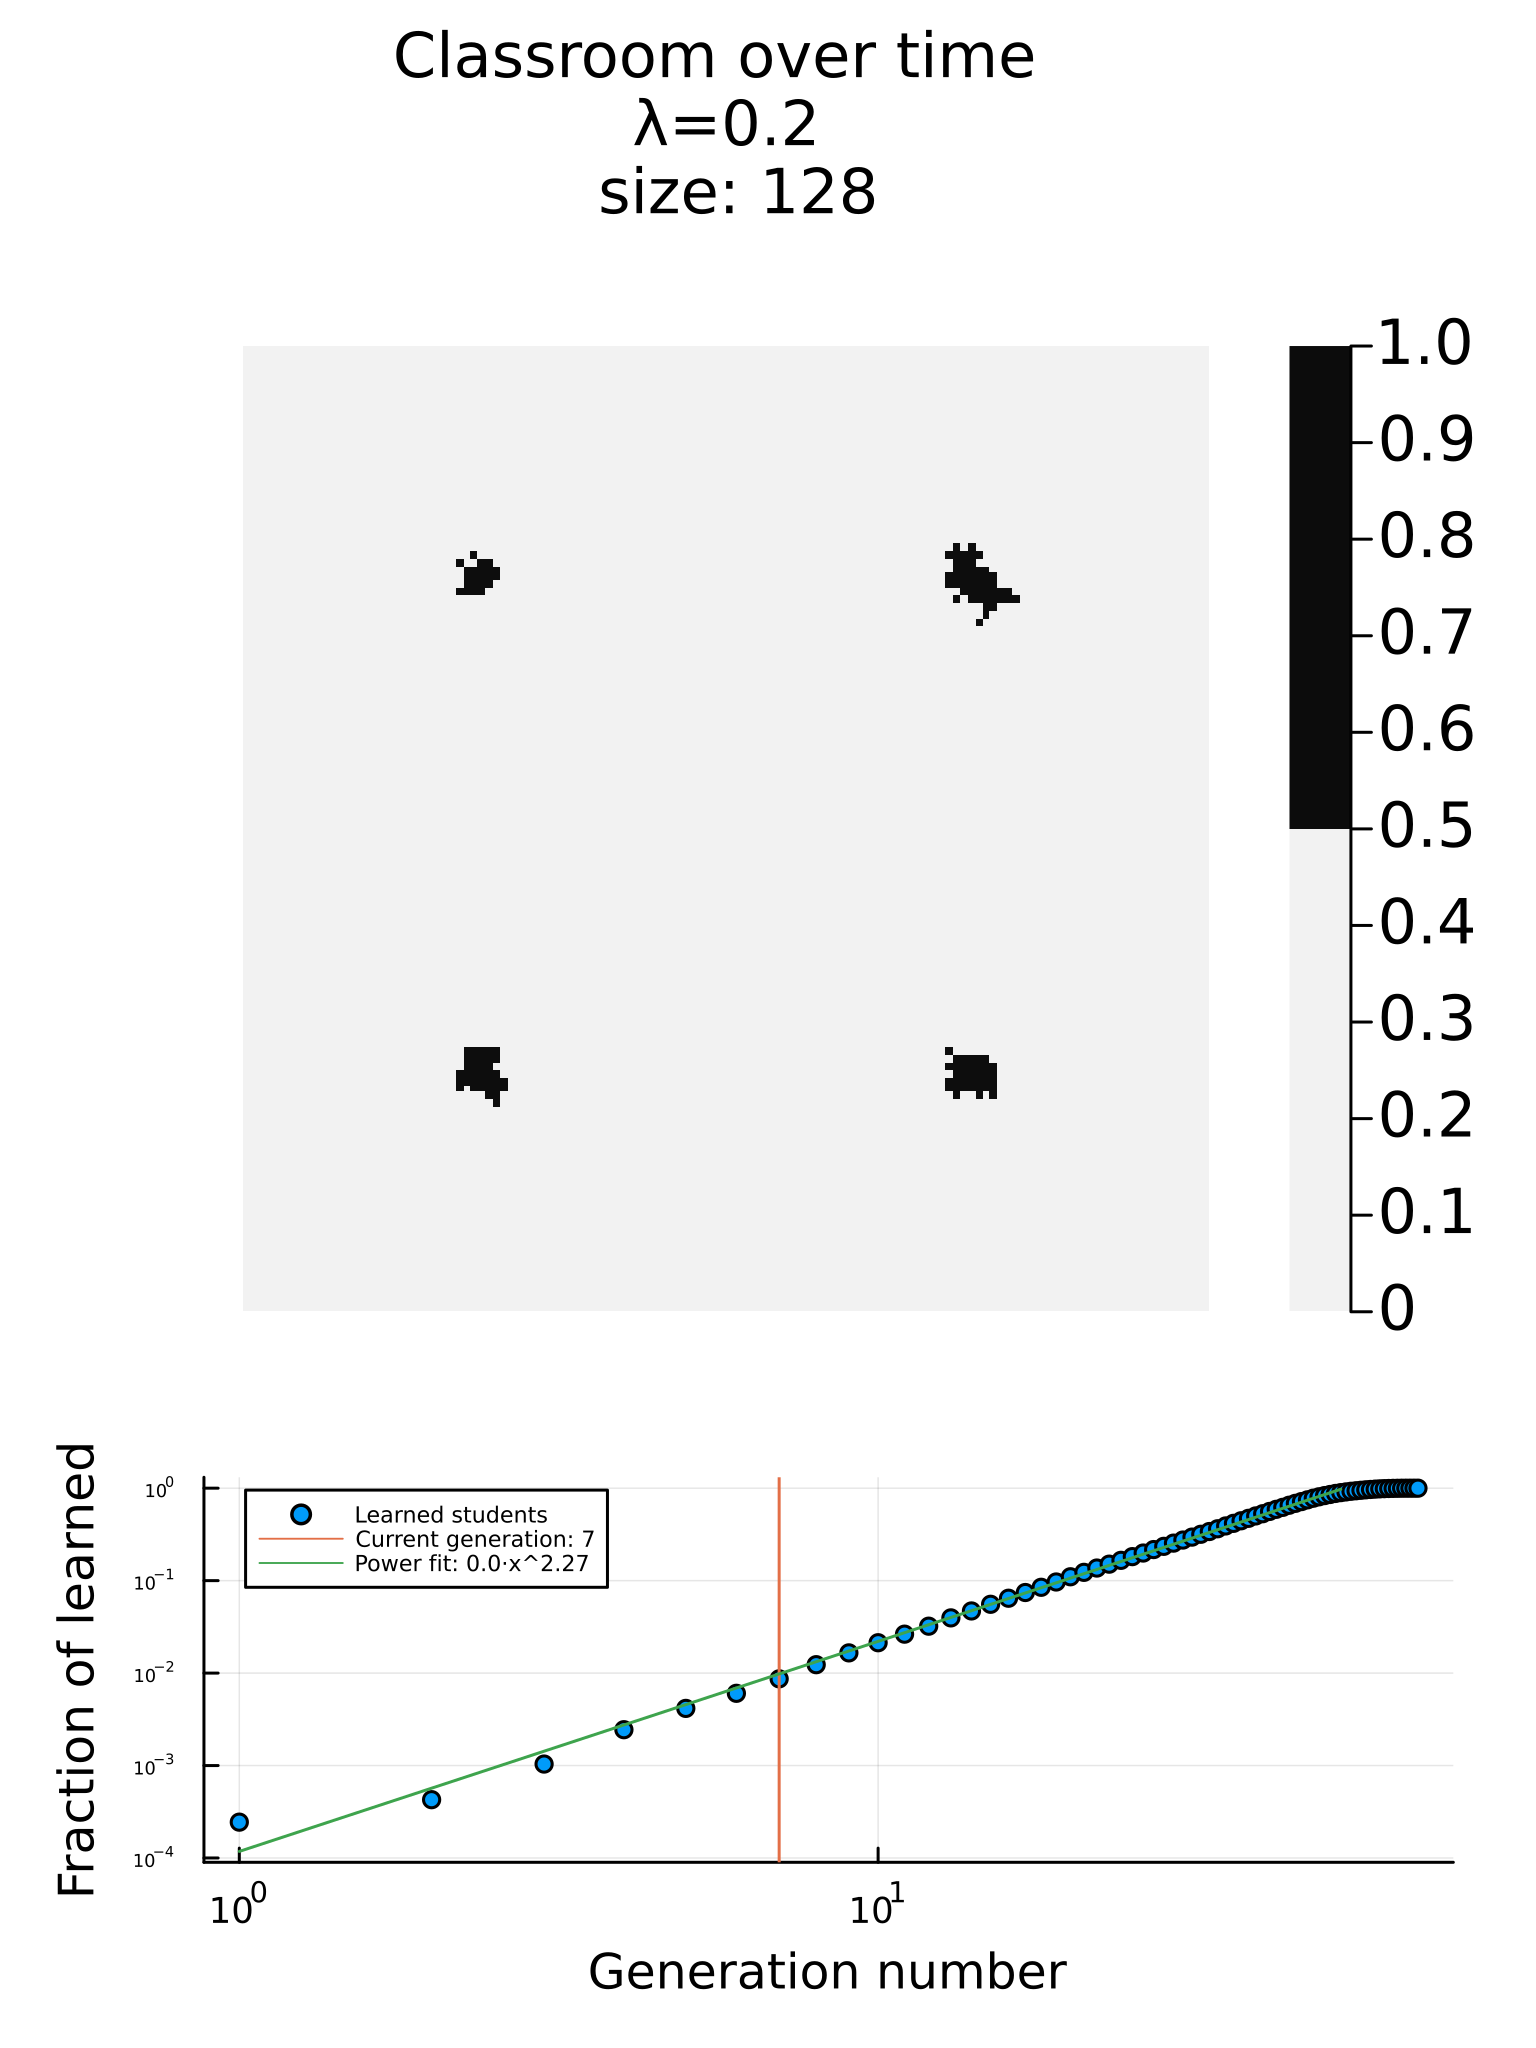 Classroom over time
λ=0.2
size: 128
1.0
0.9
0.8
0.7
0.6
0.5
0.4
0.3
0.2
0.1
0
Fraction of learned
10^0
10^-1
10^-2
10^-3
10^-4
Learned students
Current generation: 7
Power fit: 0.0·x^2.27
10^0 10^1
Generation number